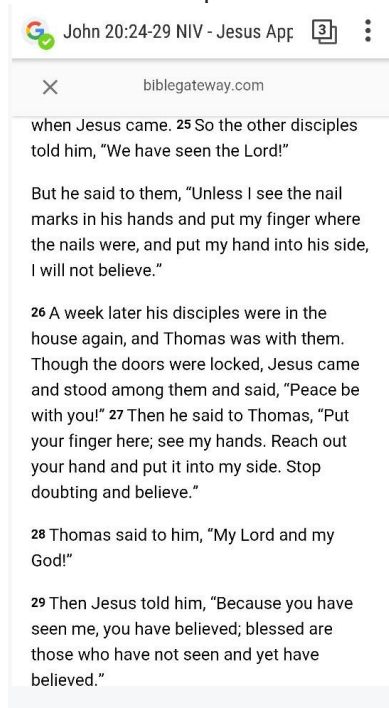 John 20:24-29 NIV - Jesus App
3
biblegateway.com
when Jesus came. 25 So the other disciples
told him, “We have seen the Lord!”
But he said to them, “Unless I see the nail
marks in his hands and put my finger where
the nails were, and put my hand into his side,
I will not believe.”
26 A week later his disciples were in the
house again, and Thomas was with them.
Though the doors were locked, Jesus came
and stood among them and said, “Peace be
with you!” 27 Then he said to Thomas, “Put
your finger here; see my hands. Reach out
your hand and put it into my side. Stop
doubting and believe.”
28 Thomas said to him, “My Lord and my
God!”
29 Then Jesus told him, “Because you have
seen me, you have believed; blessed are
those who have not seen and yet have
believed.”